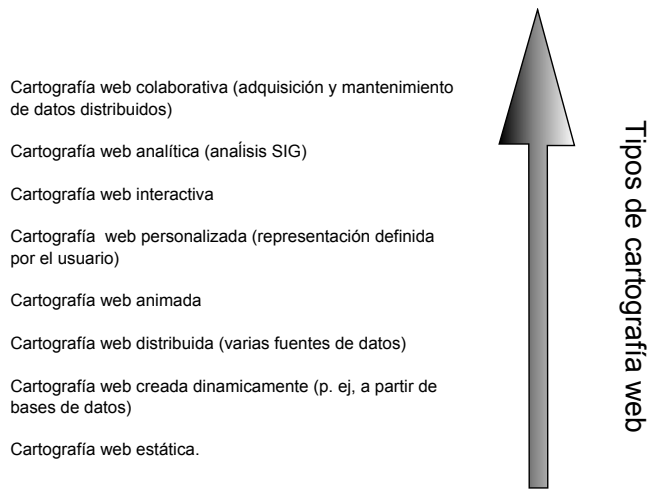 Cartografía web colaborativa (adquisición y mantenimiento
de datos distribuidos)
Cartografía web analítica (anaĺisis SIG)
Cartografía web interactiva
Cartografía  web personalizada (representación definida
por el usuario)
Cartografía web animada
Cartografía web distribuida (varias fuentes de datos)
Cartografía web creada dinamicamente (p. ej, a partir de
bases de datos)
Cartografía web estática.
Tipos de cartografía web